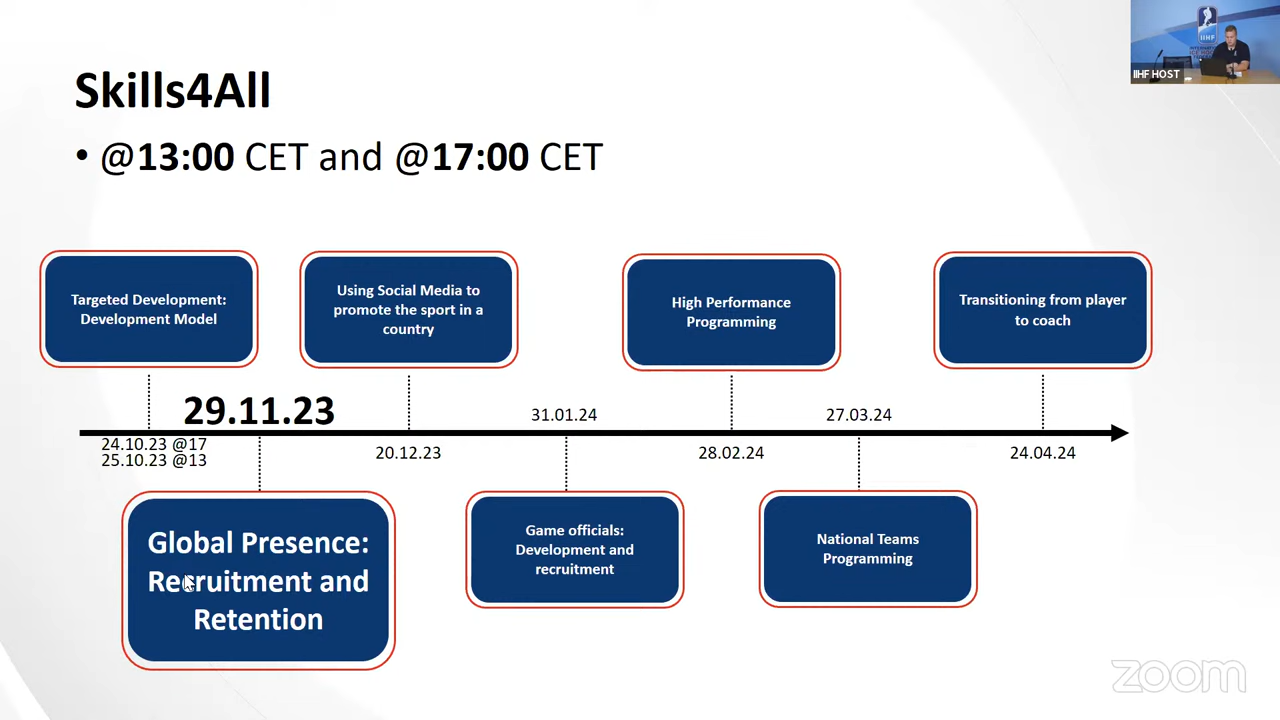 IIHF
IIHF HOST
Skills4All
• @13:00 CET and @17:00 CET
Targeted Development:
Development Model
Using Social Media to
promote the sport in a
country
High Performance
Programming
Transitioning from player
to coach
29.11.23
31.01.24
27.03.24
24.10.23 @17
25.10.23 @13
20.12.23
28.02.24
24.04.24
Global Presence:
Recruitment and
Retention
Game officials:
Development and
recruitment
National Teams
Programming
zoom